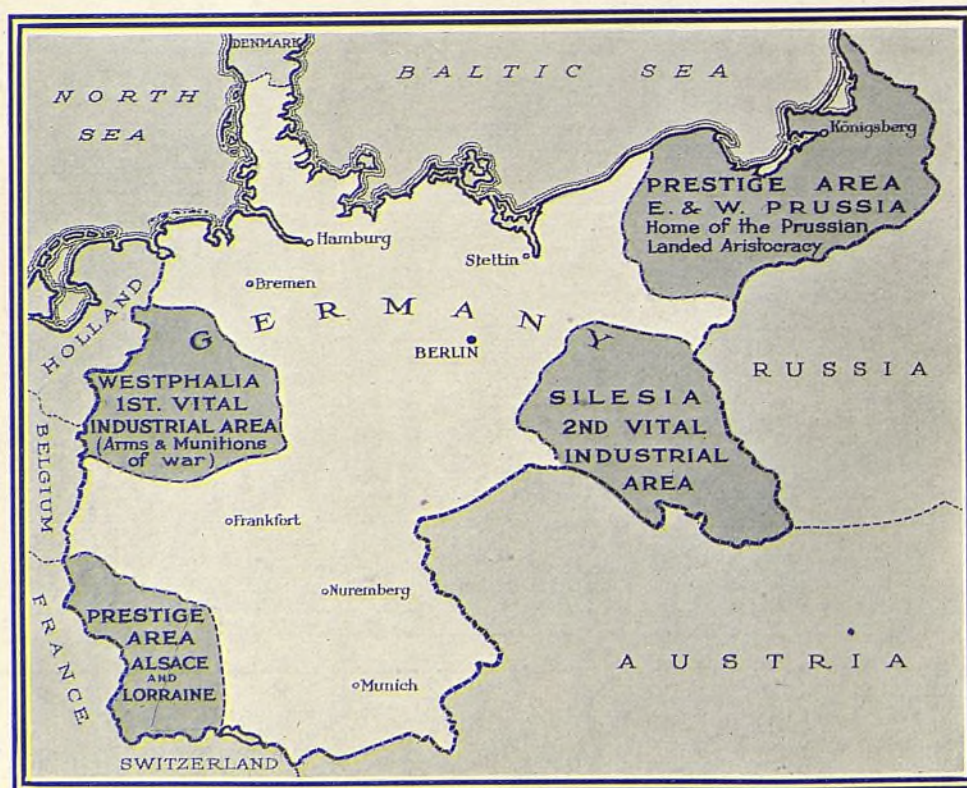 DENMARK
BALTIC SEA
NORTH
SEA
Königsberg
PRESTIGE AREA
E. & W. PRUSSIA
Home of the Prussian
Landed Aristocracy
Hamburg
Stettin
Bremen
HOLLAND
GERMANY
BERLIN
RUSSIA
WESTPHALIA
1ST. VITAL
INDUSTRIAL AREA
(Arms & Munitions
of war)
SILESIA
2ND VITAL
INDUSTRIAL
AREA
BELGIUM
Frankfort
Nuremberg
FRANCE
PRESTIGE
AREA
ALSACE
AND
LORRAINE
AUSTRIA
Munich
SWITZERLAND